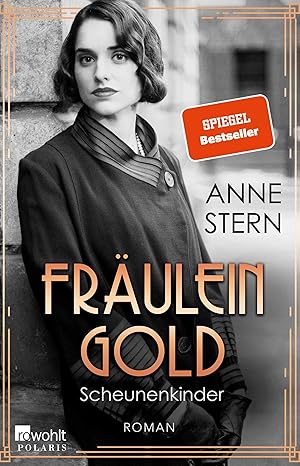 SPIEGEL
Bestseller
ANNE
STERN
FRÄULEIN
GOLD
Scheunenkinder
ROMAN
rowohlt
POLARIS